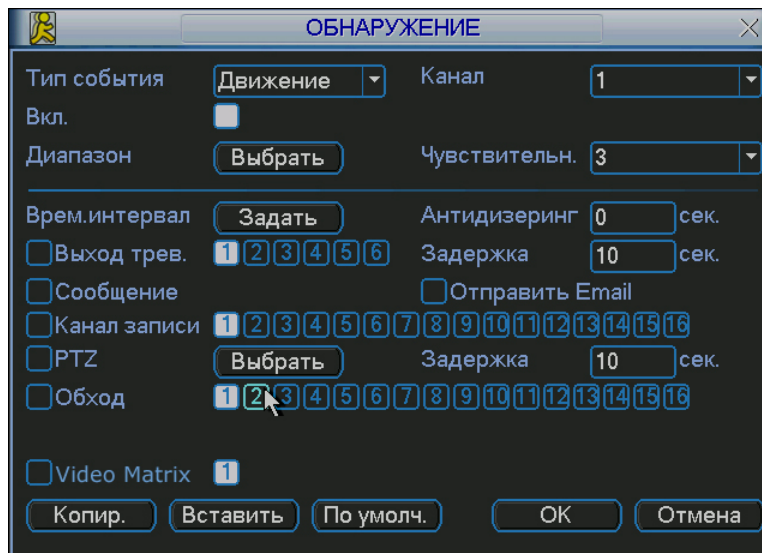 ОБНАРУЖЕНИЕ
Тип события Движение Канал 1
Вкл.
Диапазон Выбрать Чувствительн. 3
Врем.интервал Задать Антидизеринг 0 сек.
Выход трев. 1 2 3 4 5 6 Задержка 10 сек.
Сообщение Отправить Email
Канал записи 1 2 3 4 5 6 7 8 9 10 11 12 13 14 15 16
PTZ Выбрать Задержка 10 сек.
Обход 1 2 3 4 5 6 7 8 9 10 11 12 13 14 15 16
Video Matrix 1
Копир. Вставить По умолч. OK Отмена